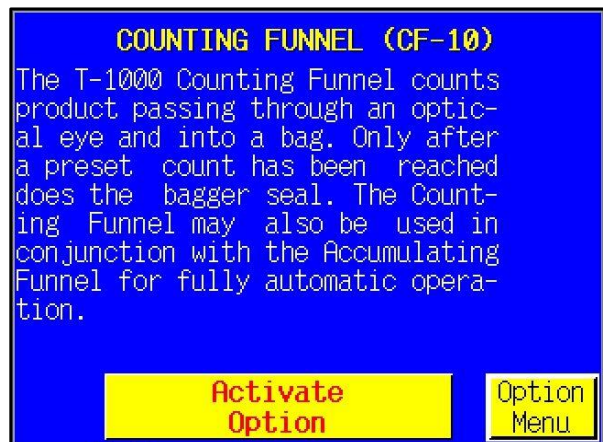 COUNTING FUNNEL (CF-10)
The T-1000 Counting Funnel counts
product passing through an optic-
al eye and into a bag. Only after
a preset count has been reached
does the bagger seal. The Count-
ing Funnel may also be used in
conjunction with the Accumulating
Funnel for fully automatic opera-
tion.
Activate
Option
Option
Menu